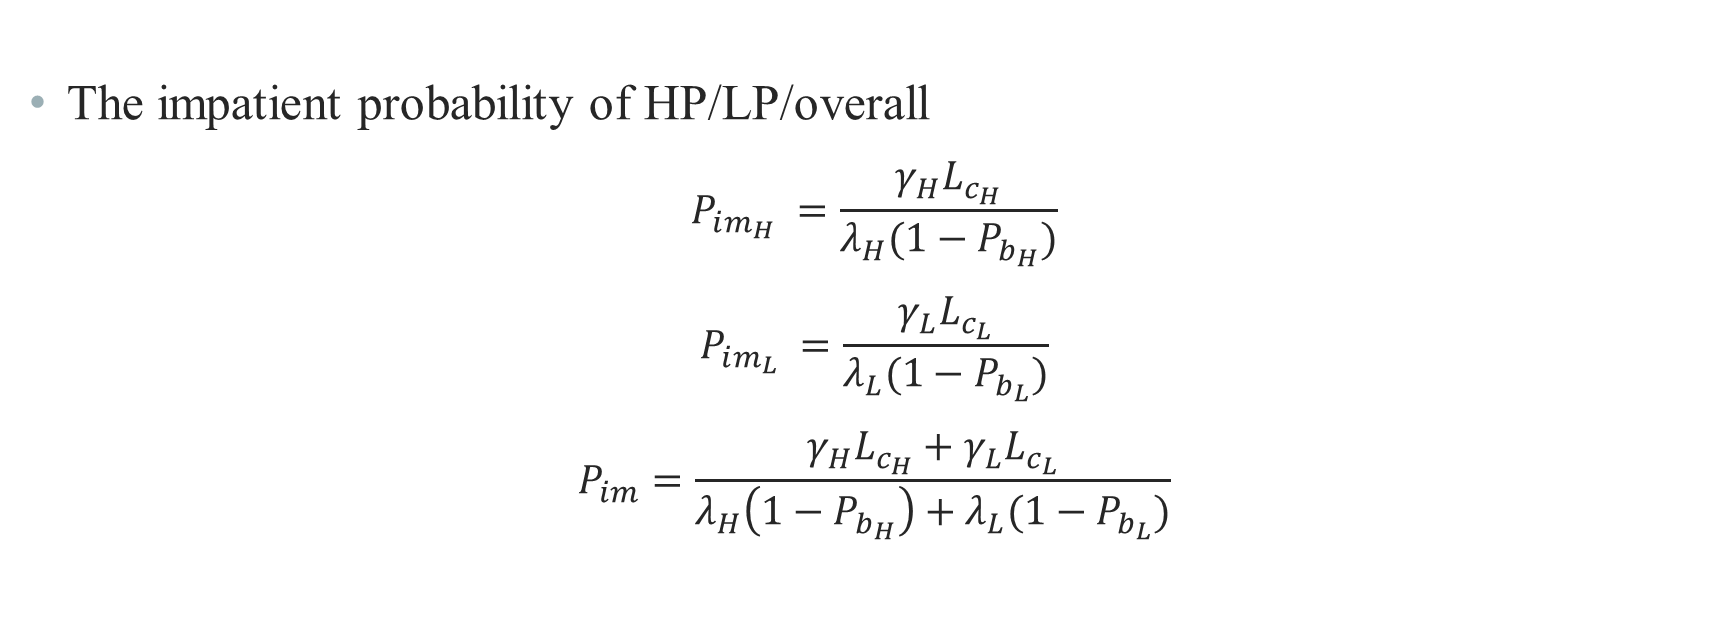 • The impatient probability of HP/LP/overall
$P_{im_H} = \frac{\gamma_H L_{c_H}}{\lambda_H (1 - P_{b_H})}$
$P_{im_L} = \frac{\gamma_L L_{c_L}}{\lambda_L (1 - P_{b_L})}$
$P_{im} = \frac{\gamma_H L_{c_H} + \gamma_L L_{c_L}}{\lambda_H (1 - P_{b_H}) + \lambda_L (1 - P_{b_L})}$